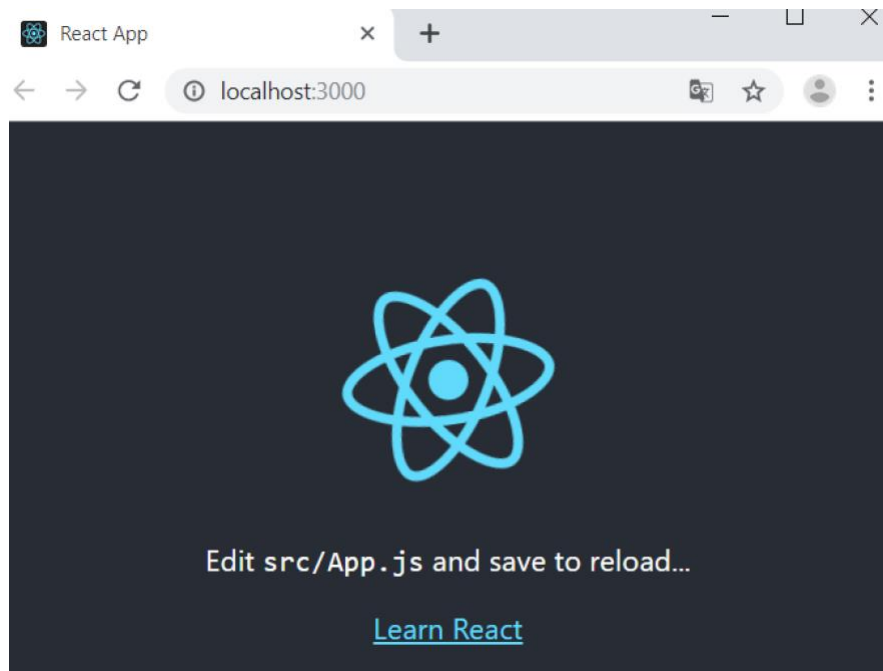 React App
localhost:3000
Edit src/App.js and save to reload...
Learn React